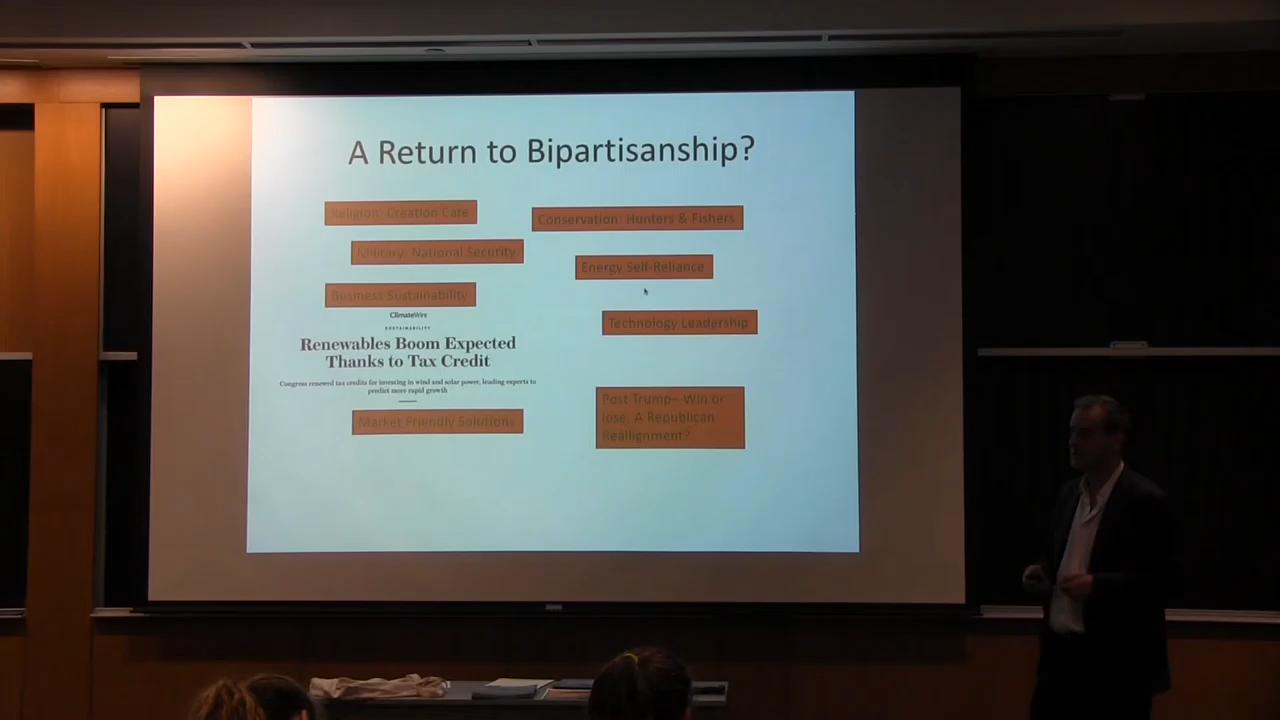 A Return to Bipartisanship?
Religion: Creation Care
Conservation: Hunters & Fishers
Military: National Security
Energy Self-Reliance
Business Sustainability
ClimateWire
SUSTAINABILITY
Technology Leadership
Renewables Boom Expected
Thanks to Tax Credit
Congress renewed tax credits for investing in wind and solar power, leading experts to
predict more rapid growth
Market Friendly Solutions
Post Trump– Win or
lose, A Republican
Reallignment?